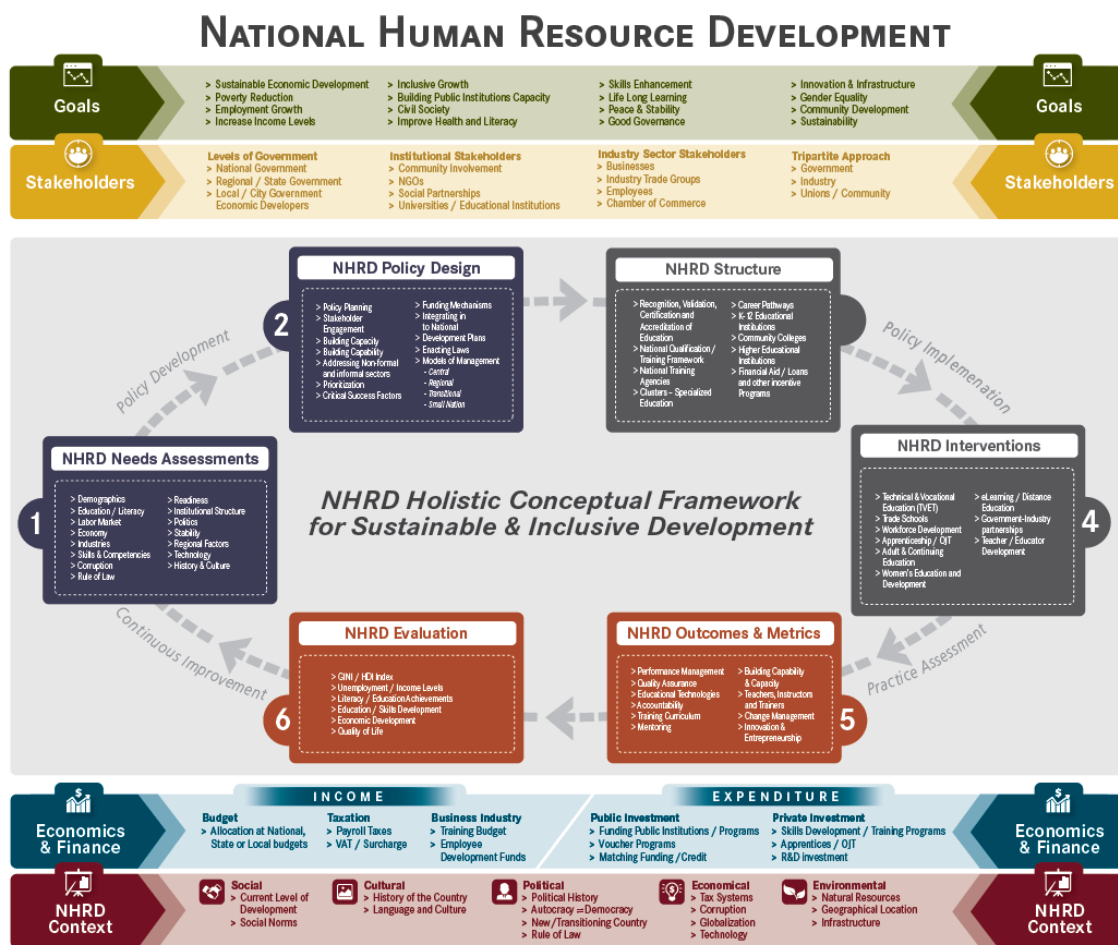 NATIONAL HUMAN RESOURCE DEVELOPMENT
Goals
> Sustainable Economic Development
> Poverty Reduction
> Employment Growth
> Increase Income Levels
> Inclusive Growth
> Building Public Institutions Capacity
> Civil Society
> Improve Health and Literacy
> Skills Enhancement
> Life Long Learning
> Peace & Stability
> Good Governance
> Innovation & Infrastructure
> Gender Equality
> Community Development
> Sustainability
Goals
Stakeholders
Levels of Government
> National Government
> Regional / State Government
> Local / City Government
Economic Developers
Institutional Stakeholders
> Community Involvement
> NGOs
> Social Partnerships
> Universities / Educational Institutions
Industry Sector Stakeholders
> Businesses
> Industry Trade Groups
> Employees
> Chamber of Commerce
Tripartite Approach
> Government
> Industry
> Unions / Community
Stakeholders
NHRD Policy Design
2
> Policy Planning
> Stakeholder
Engagement
> Building Capacity
> Building Capability
> Addressing Non-formal
and informal sectors
> Prioritization
> Critical Success Factors
> Funding Mechanisms
> Integrating in
to National
> Development Plans
> Enacting Laws
> Models of Management
- Central
- Regional
- Transitional
- Small Nation
NHRD Structure
> Recognition, Validation,
Certification and
Accreditation of
Education
> National Qualification /
Training Framework
> National Training
Agencies
> Clusters – Specialized
Education
> Career Pathways
> K-12 Educational
Institutions
> Community Colleges
> Higher Educational
Institutions
> Financial Aid / Loans
and other incentive
Programs
Policy Development
Policy Implemenation
NHRD Needs Assessments
1
> Demographics
> Education / Literacy
> Labor Market
> Economy
> Industries
> Skills & Competencies
> Corruption
> Rule of Law
> Readiness
> Institutional Structure
> Politics
> Stability
> Regional Factors
> Technology
> History & Culture
NHRD Holistic Conceptual Framework
for Sustainable & Inclusive Development
NHRD Interventions
4
> Technical & Vocational
Education (TVET)
> Trade Schools
> Workforce Development
> Apprenticeship / OJT
> Adult & Continuing
Education
> Women's Education and
Development
> eLearning / Distance
Education
> Government-Industry
partnerships
> Teacher / Educator
Development
Continuous Improvement
Practice Assessment
NHRD Evaluation
6
> GINI / HDI Index
> Unemployment / Income Levels
> Literacy / Education Achievements
> Education / Skills Development
> Economic Development
> Quality of Life
NHRD Outcomes & Metrics
5
> Performance Management
> Quality Assurance
> Educational Technologies
> Accountability
> Training Curriculum
> Mentoring
> Building Capability
& Capacity
> Teachers, Instructors
and Trainers
> Change Management
> Innovation &
Entrepreneurship
Economics
& Finance
INCOME
Budget
> Allocation at National,
State or Local budgets
Taxation
> Payroll Taxes
> VAT / Surcharge
Business Industry
> Training Budget
> Employee
Development Funds
EXPENDITURE
Public Investment
> Funding Public Institutions / Programs
> Voucher Programs
> Matching Funding /Credit
Private Investment
> Skills Development / Training Programs
> Apprentices / OJT
> R&D investment
Economics
& Finance
NHRD
Context
Social
> Current Level of
Development
> Social Norms
Cultural
> History of the Country
> Language and Culture
Political
> Political History
> Autocracy ⇌ Democracy
> New/Transitioning Country
> Rule of Law
Economical
> Tax Systems
> Corruption
> Globalization
> Technology
Environmental
> Natural Resources
> Geographical Location
> Infrastructure
NHRD
Context